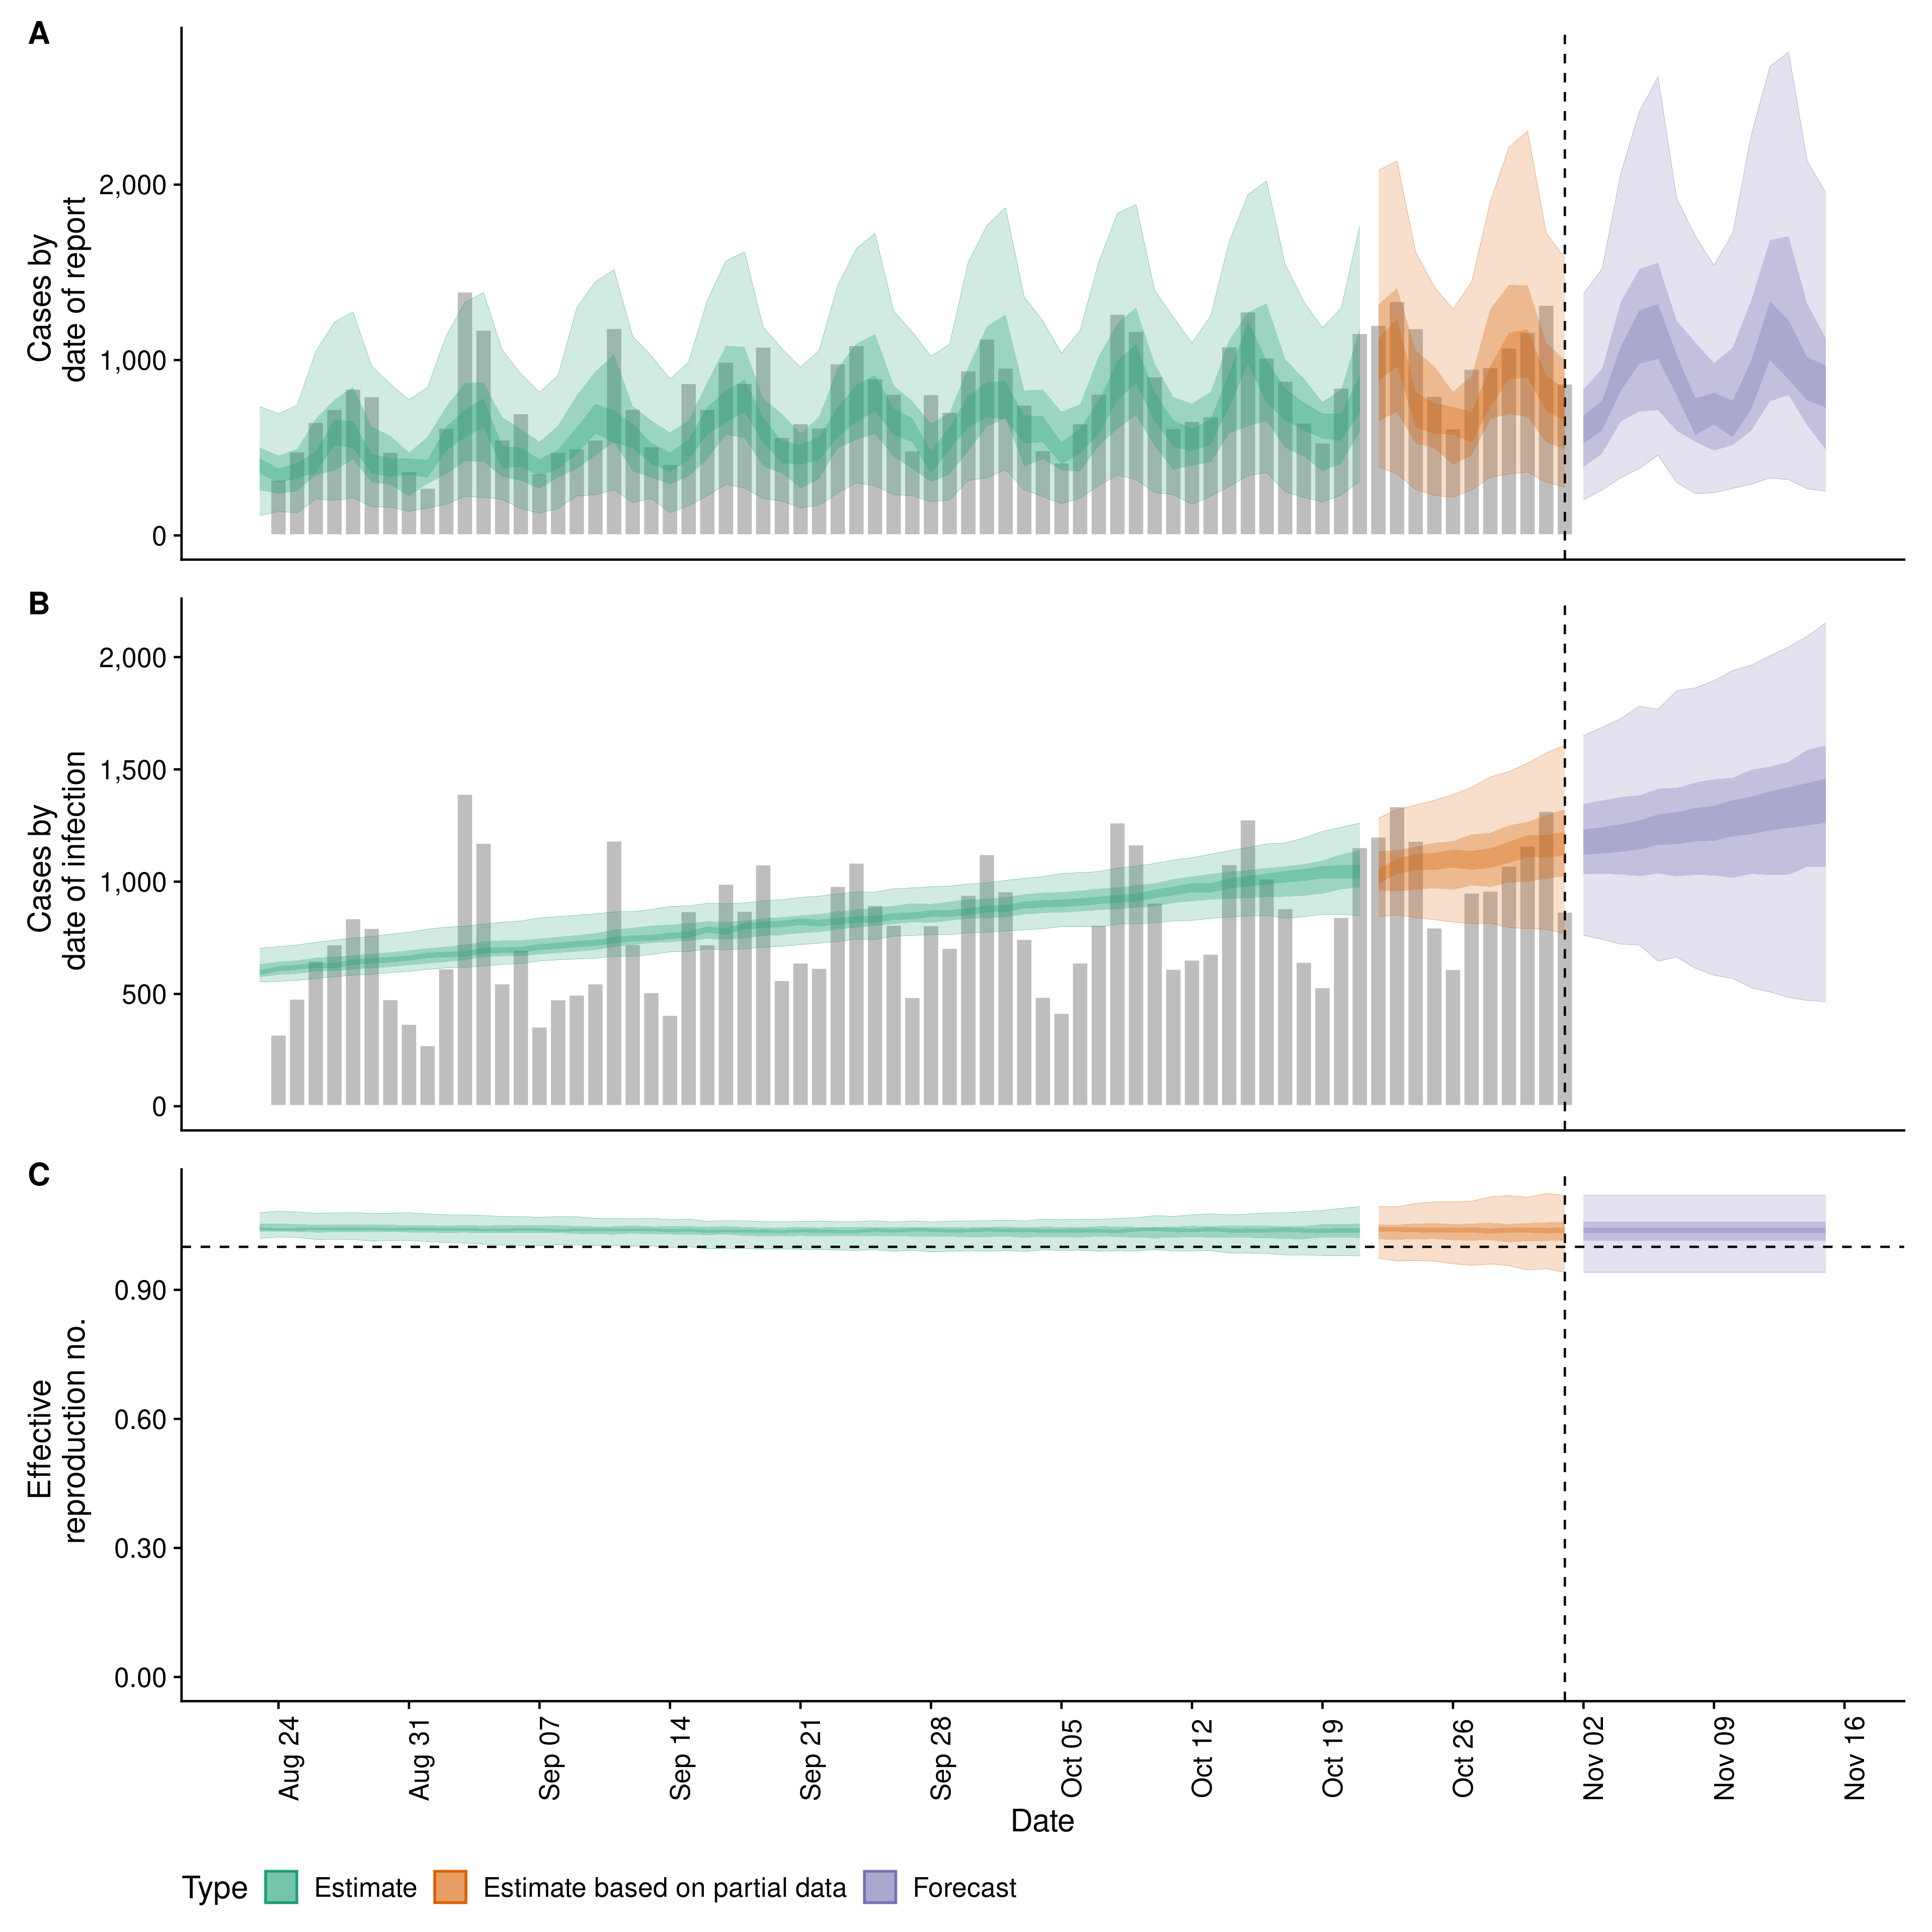 A
Cases by
date of report
2,000
1,000
0
B
Cases by
date of infection
2,000
1,500
1,000
500
0
C
Effective
reproduction no.
0.90
0.60
0.30
0.00
Aug 24
Aug 31
Sep 07
Sep 14
Sep 21
Sep 28
Oct 05
Oct 12
Oct 19
Oct 26
Nov 02
Nov 09
Nov 16
Date
Type
Estimate
Estimate based on partial data
Forecast